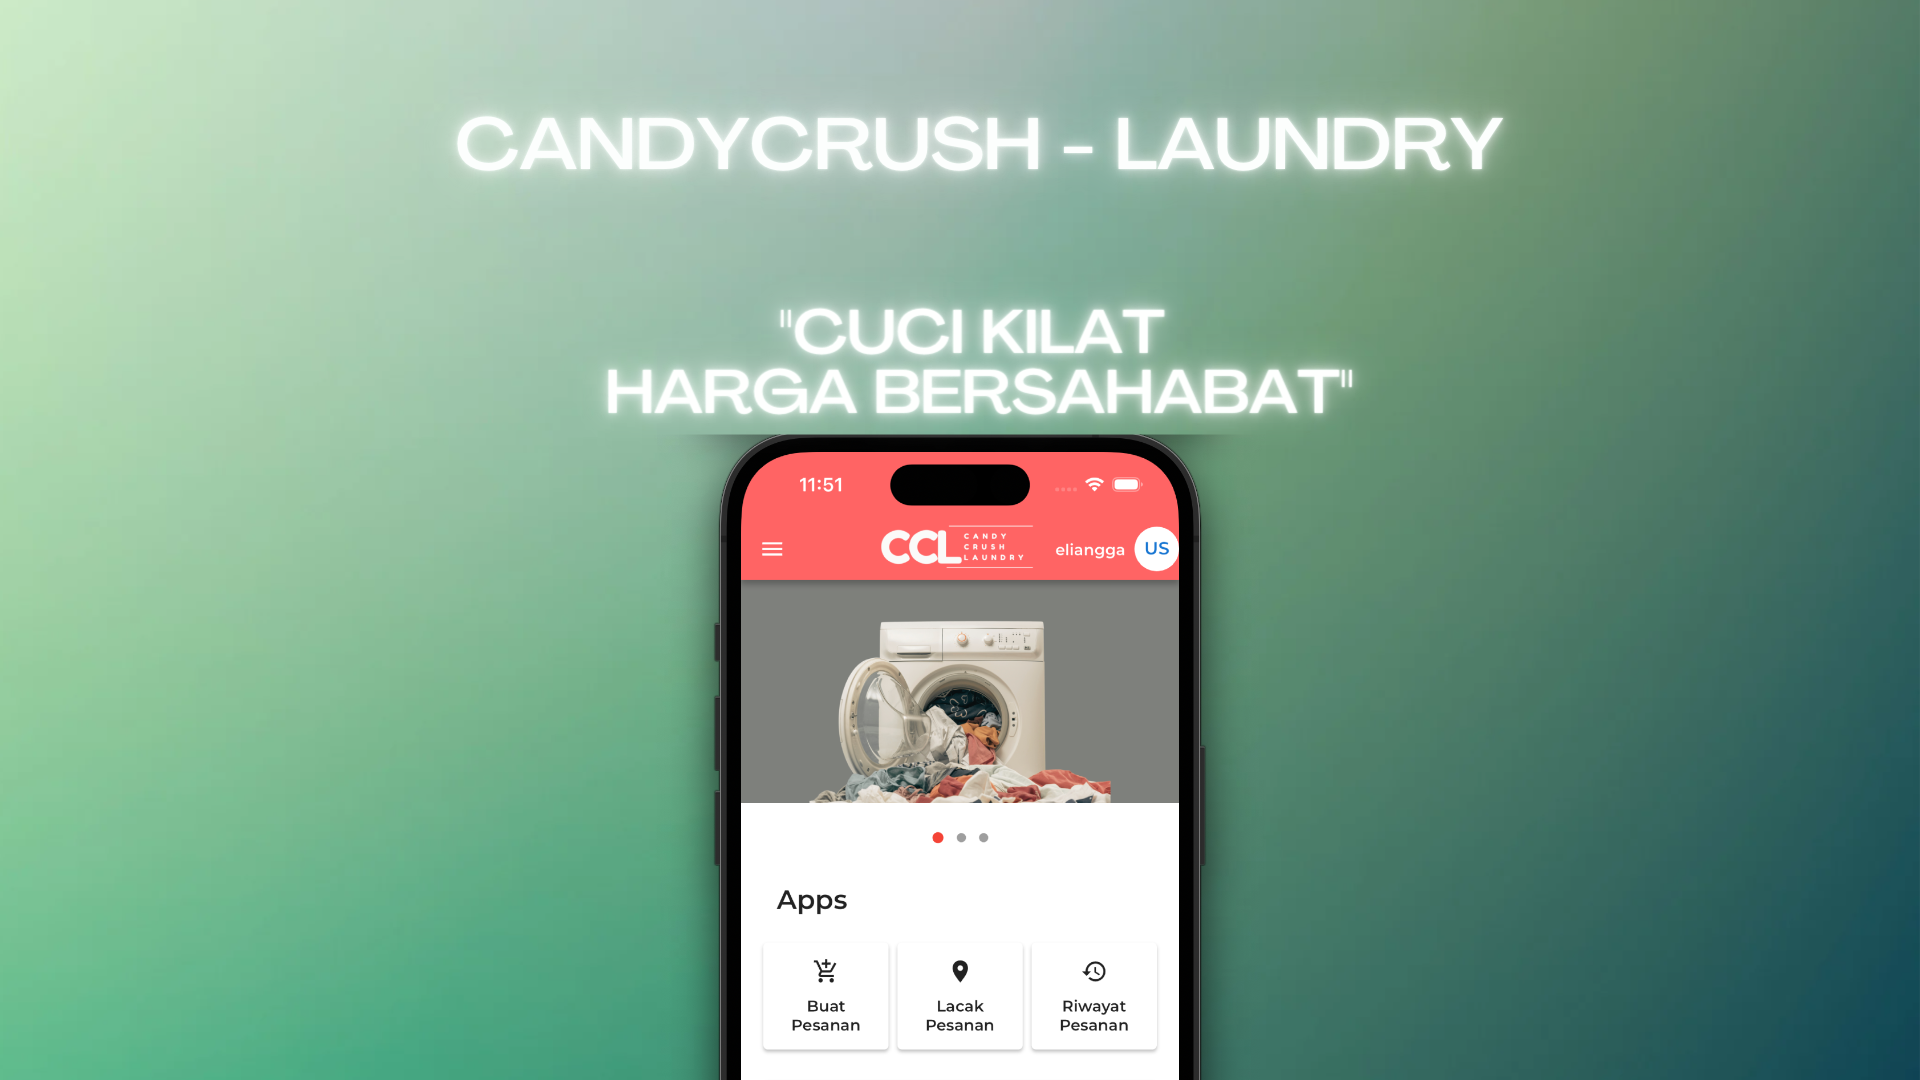 CANDYCRUSH - LAUNDRY
"CUCI KILAT
HARGA BERSAHABAT"
11:51
CCL
CANDY
CRUSH
LAUNDRY
eliangga
US
Apps
Buat
Pesanan
Lacak
Pesanan
Riwayat
Pesanan